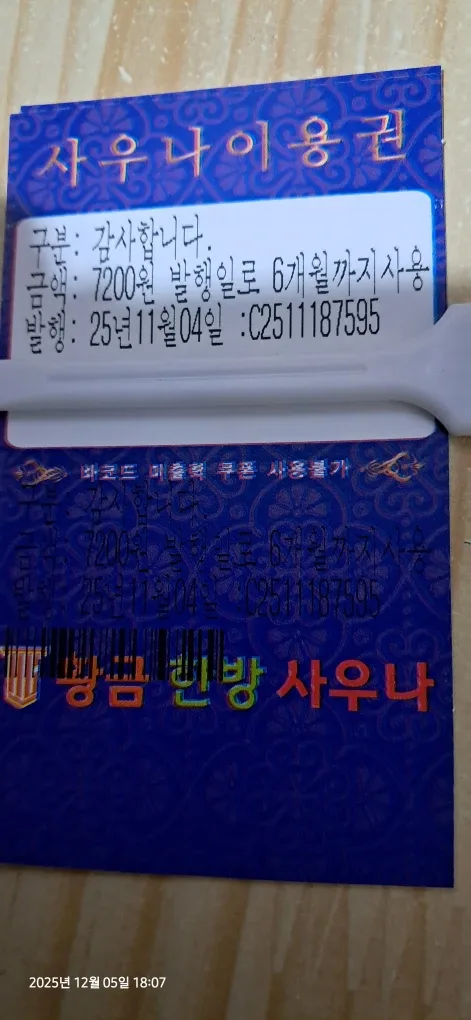 사우나이용권
구분: 감사합니다.
금액: 7200원 발행일로 6개월까지사용
발행: 25년11월04일 :C2511187595
바코드 미출력 쿠폰 사용불가
구분: 감사합니다.
금액: 7200원 발행일로 6개월까지사용
발행: 25년11월04일 :C2511187595
황금 한방 사우나
2025년 12월 05일 18:07